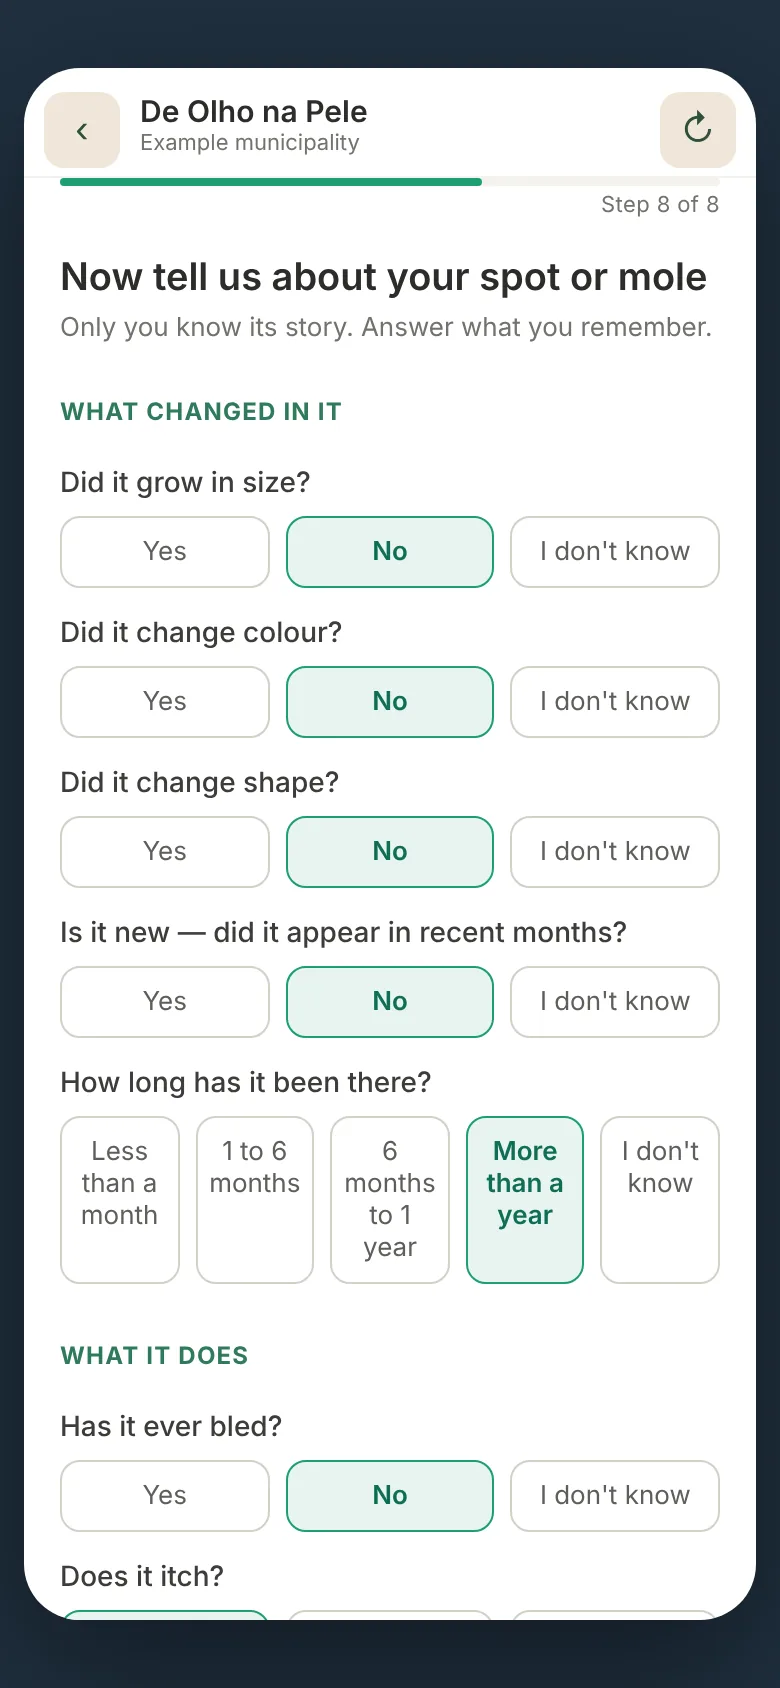 ‹
De Olho na Pele
Example municipality
Step 8 of 8
Now tell us about your spot or mole
Only you know its story. Answer what you remember.
WHAT CHANGED IN IT
Did it grow in size?
Yes No I don't know
Did it change colour?
Yes No I don't know
Did it change shape?
Yes No I don't know
Is it new — did it appear in recent months?
Yes No I don't know
How long has it been there?
Less than a month
1 to 6 months
6 months to 1 year
More than a year
I don't know
WHAT IT DOES
Has it ever bled?
Yes No I don't know
Does it itch?